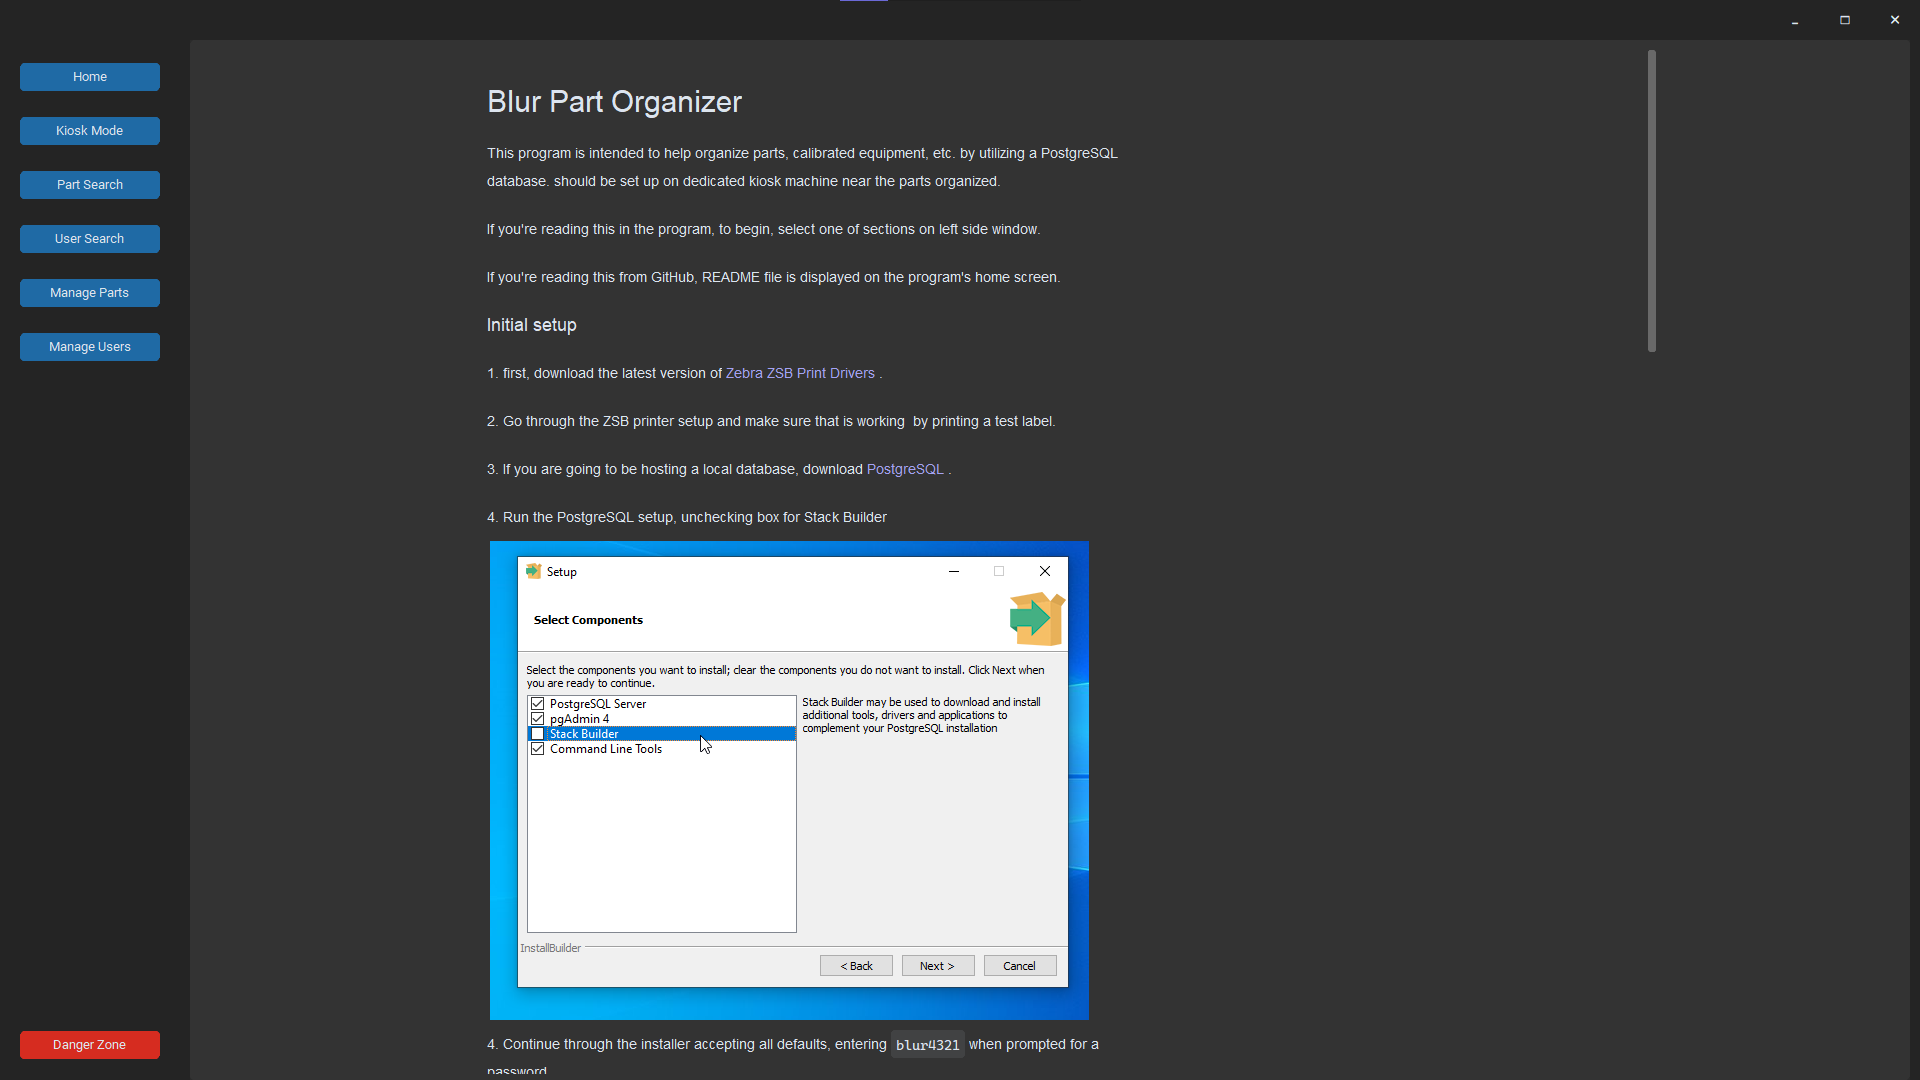 Home
Kiosk Mode
Part Search
User Search
Manage Parts
Manage Users
Danger Zone
Blur Part Organizer
This program is intended to help organize parts, calibrated equipment, etc. by utilizing a PostgreSQL
database. should be set up on dedicated kiosk machine near the parts organized.
If you're reading this in the program, to begin, select one of sections on left side window.
If you're reading this from GitHub, README file is displayed on the program's home screen.
Initial setup
1. first, download the latest version of Zebra ZSB Print Drivers .
2. Go through the ZSB printer setup and make sure that is working  by printing a test label.
3. If you are going to be hosting a local database, download PostgreSQL .
4. Run the PostgreSQL setup, unchecking box for Stack Builder
Setup
Select Components
Select the components you want to install; clear the components you do not want to install. Click Next when
you are ready to continue.
PostgreSQL Server
pgAdmin 4
Stack Builder
Command Line Tools
Stack Builder may be used to download and install
additional tools, drivers and applications to
complement your PostgreSQL installation
InstallBuilder
< Back
Next >
Cancel
4. Continue through the installer accepting all defaults, entering blur4321 when prompted for a
password